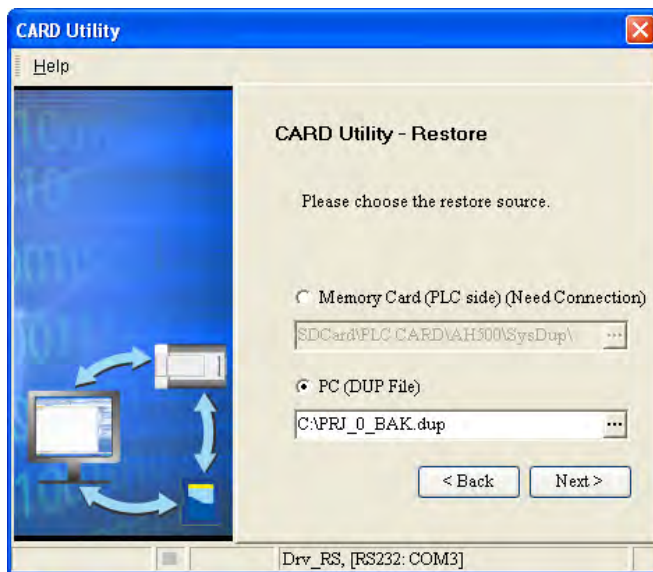 CARD Utility
Help
CARD Utility - Restore
Please choose the restore source.
Memory Card (PLC side) (Need Connection)
SDCard\PLC CARD\AH500\SysDup\ ...
PC (DUP File)
C:\PRJ_0_BAK.dup ...
< Back Next >
Drv_RS, [RS232: COM3]